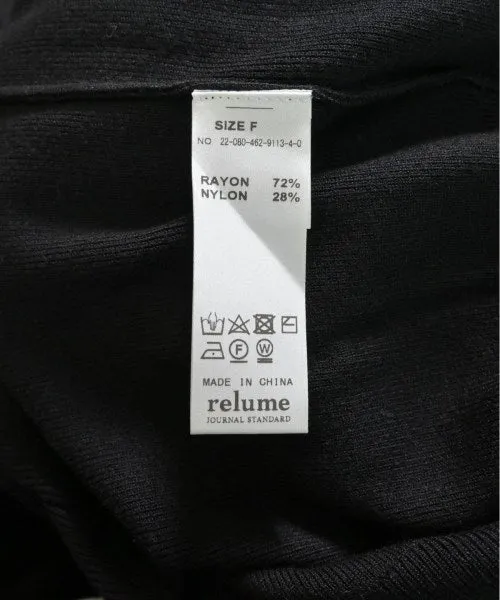 SIZE F
NO 22-080-462-9113-4-0
RAYON 72%
NYLON 28%
F W
MADE IN CHINA
relume
JOURNAL STANDARD